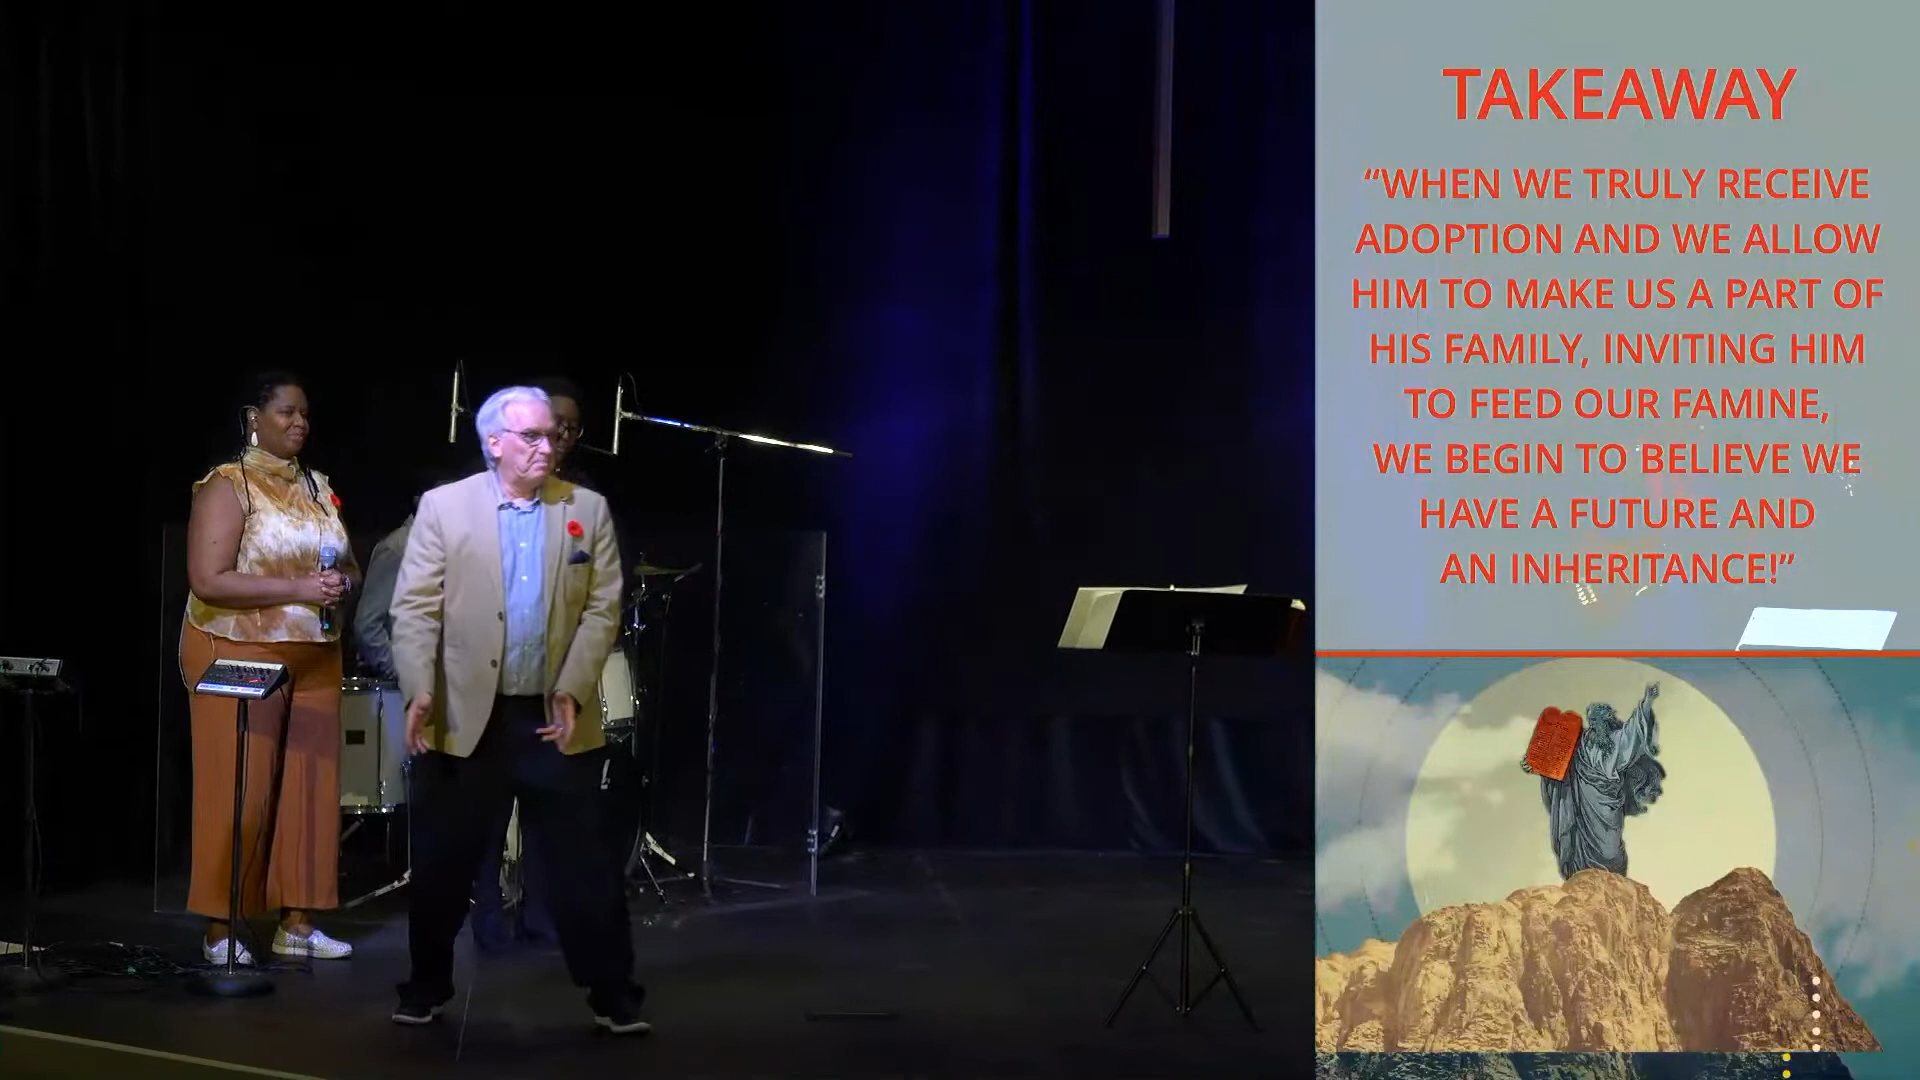 TAKEAWAY
“WHEN WE TRULY RECEIVE
ADOPTION AND WE ALLOW
HIM TO MAKE US A PART OF
HIS FAMILY, INVITING HIM
TO FEED OUR FAMINE,
WE BEGIN TO BELIEVE WE
HAVE A FUTURE AND
AN INHERITANCE!”